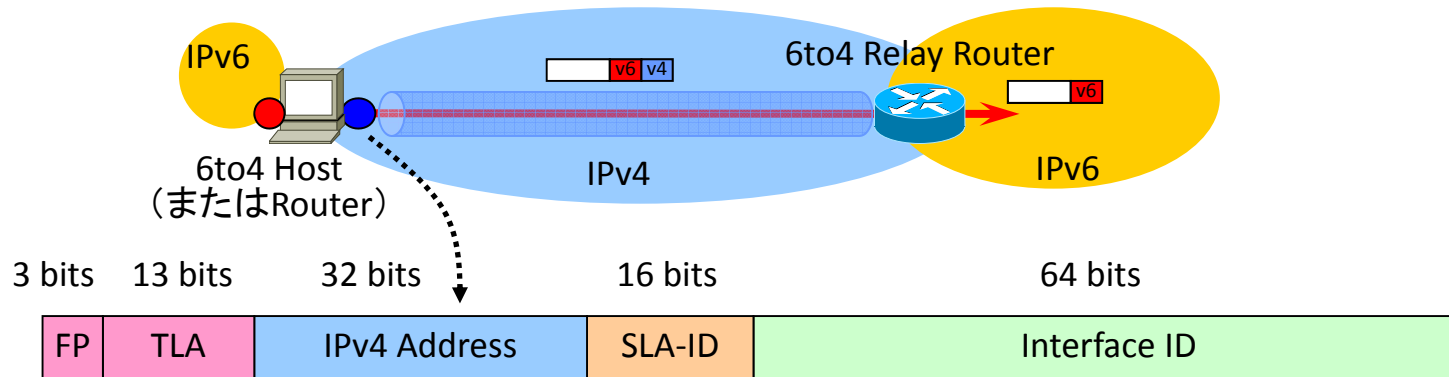 IPv6
6to4 Relay Router
v6 v4
v6
6to4 Host
（またはRouter）
IPv4
IPv6
3 bits 13 bits 32 bits 16 bits 64 bits
FP TLA IPv4 Address SLA-ID Interface ID